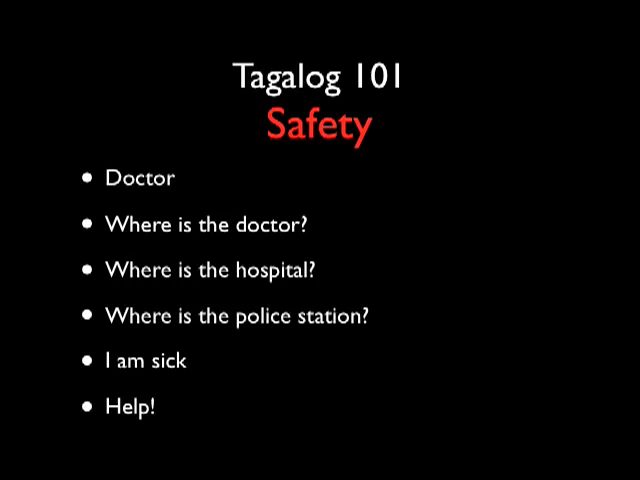 Tagalog 101
Safety
• Doctor
• Where is the doctor?
• Where is the hospital?
• Where is the police station?
• I am sick
• Help!